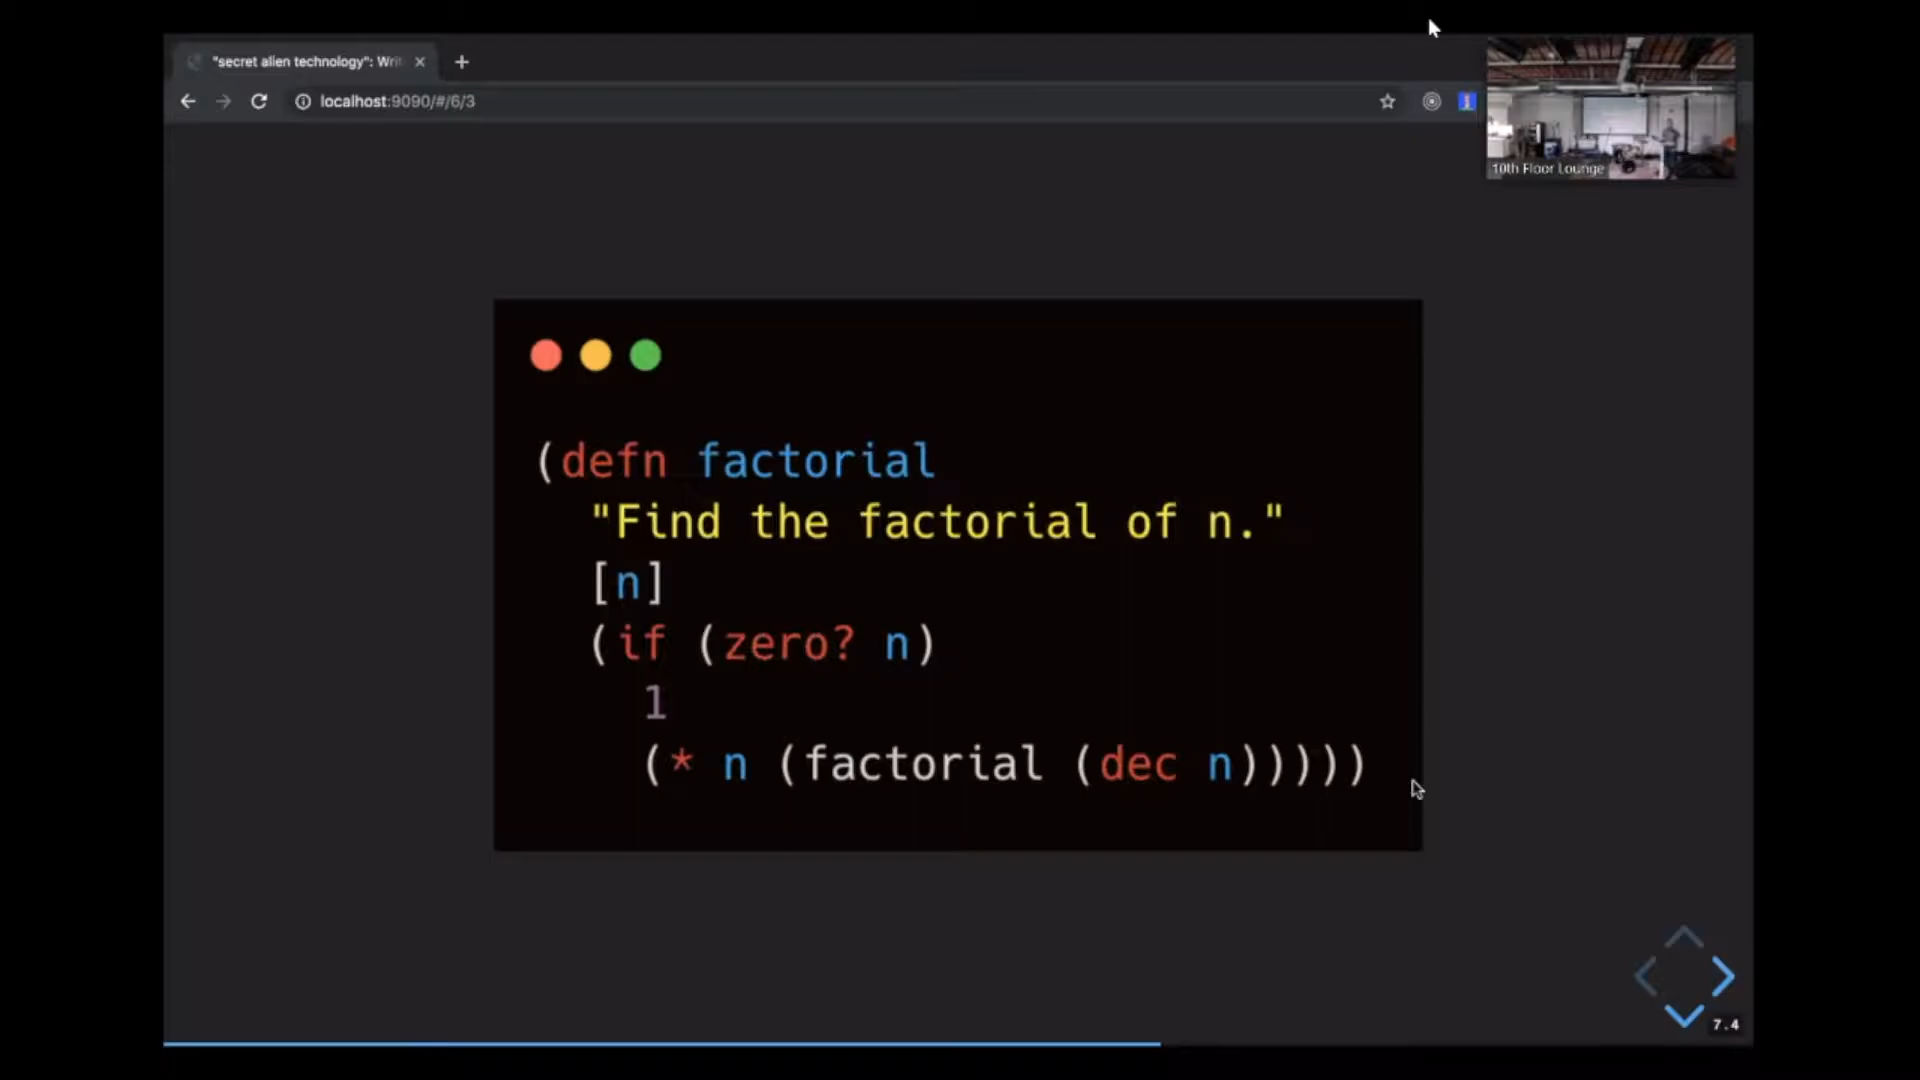 "secret alien technology": Writ
localhost:9090/#/6/3
10th Floor Lounge
(defn factorial
"Find the factorial of n."
[n]
(if (zero? n)
1
(* n (factorial (dec n)))))
7.4